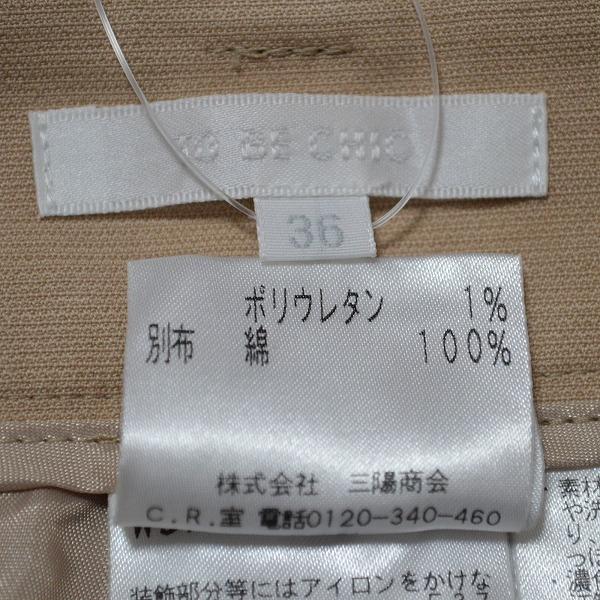 TO BE CHIC
36
ポリウレタン 1%
別布 綿 100%
株式会社 三陽商会
C.R.室 電話0120-340-460
装飾部分等にはアイロンをかけな